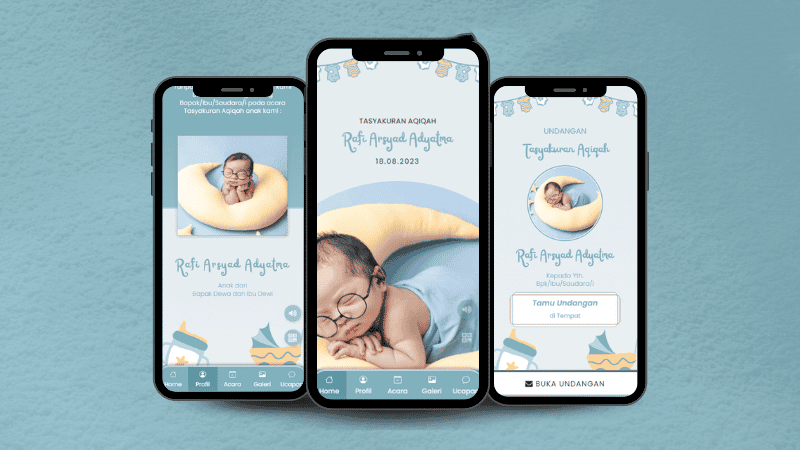 Bapak/Ibu/Saudara/i pada acara
Tasyakuran Aqiqah anak kami :
Rafi Arsyad Adyatma
Anak dari
Bapak Dewa dan Ibu Dewi
Home
Profil
Acara
Galeri
Ucapan
TASYAKURAN AQIQAH
Rafi Arsyad Adyatma
18.08.2023
Home
Profil
Acara
Galeri
Ucapan
UNDANGAN
Tasyakuran Aqiqah
Rafi Arsyad Adyatma
Kepada Yth.
Bpk/Ibu/Saudara/i
Tamu Undangan
di Tempat
BUKA UNDANGAN